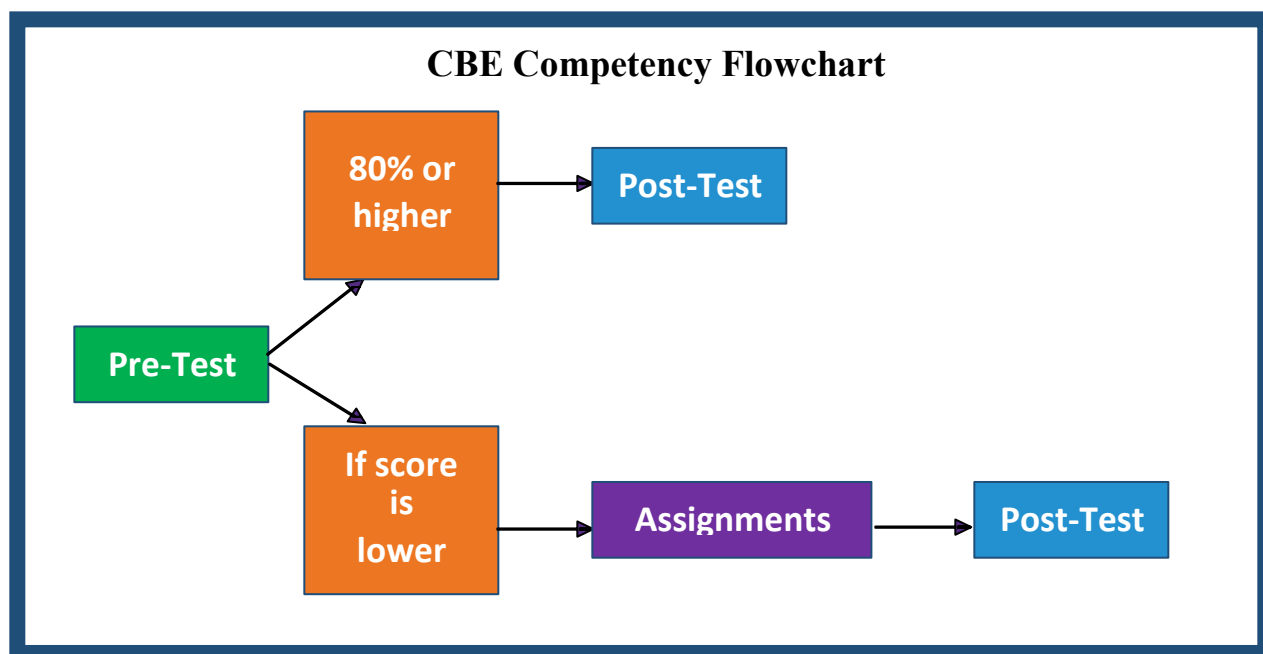 CBE Competency Flowchart
80% or
higher
Post-Test
Pre-Test
If score
is
lower
Assignments
Post-Test